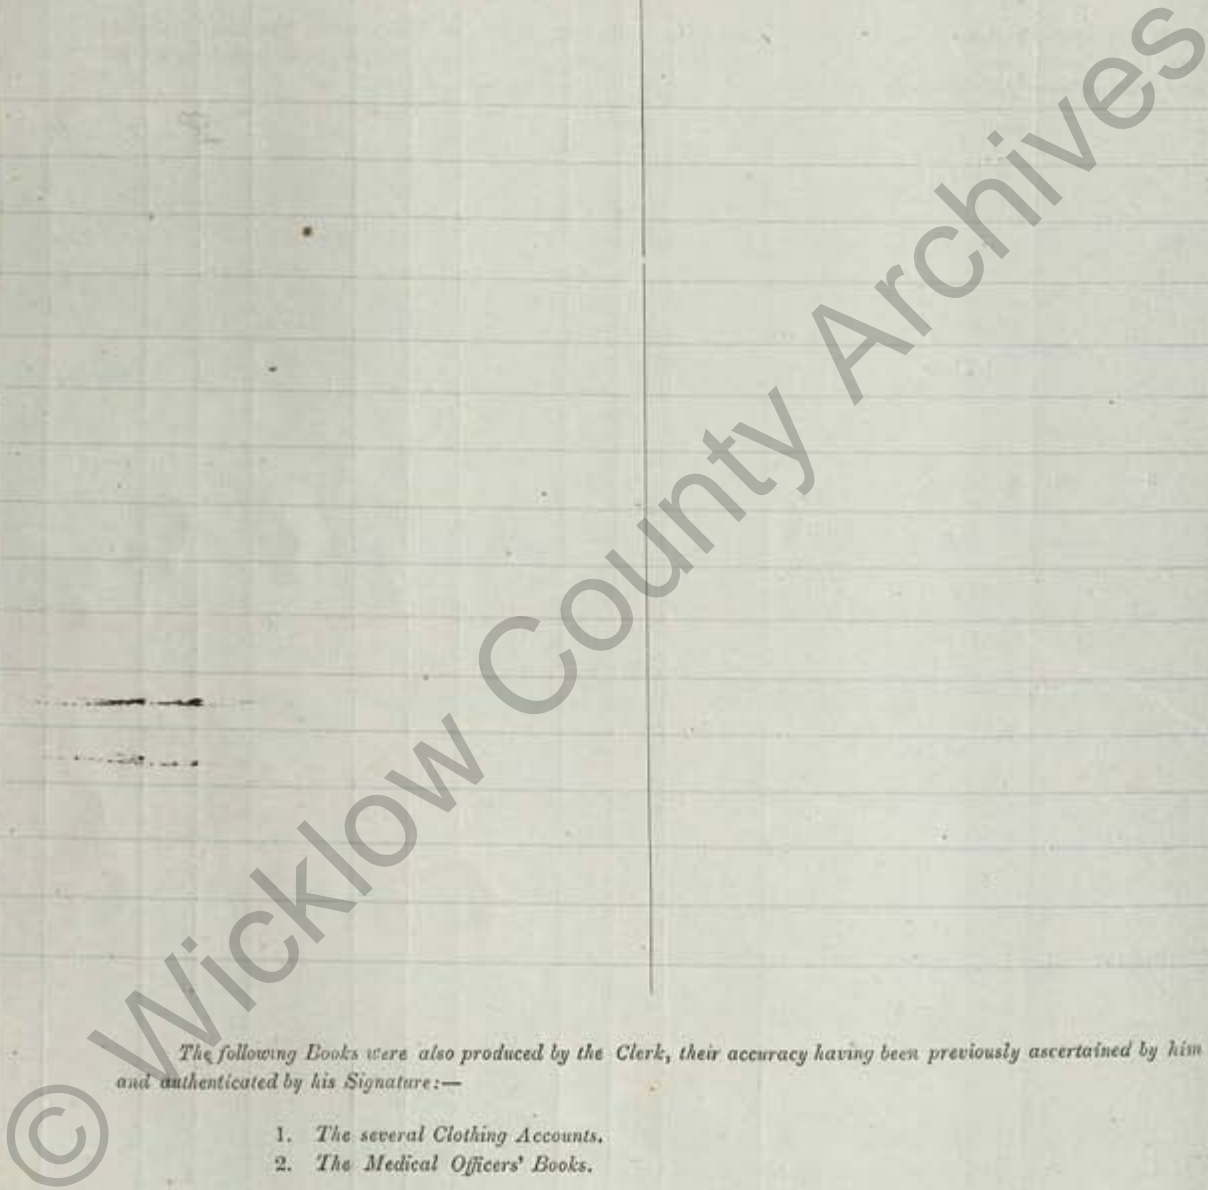 The following Books were also produced by the Clerk, their accuracy having been previously ascertained by him
and authenticated by his Signature:—
1. The several Clothing Accounts.
2. The Medical Officers' Books.
© Wicklow County Archives